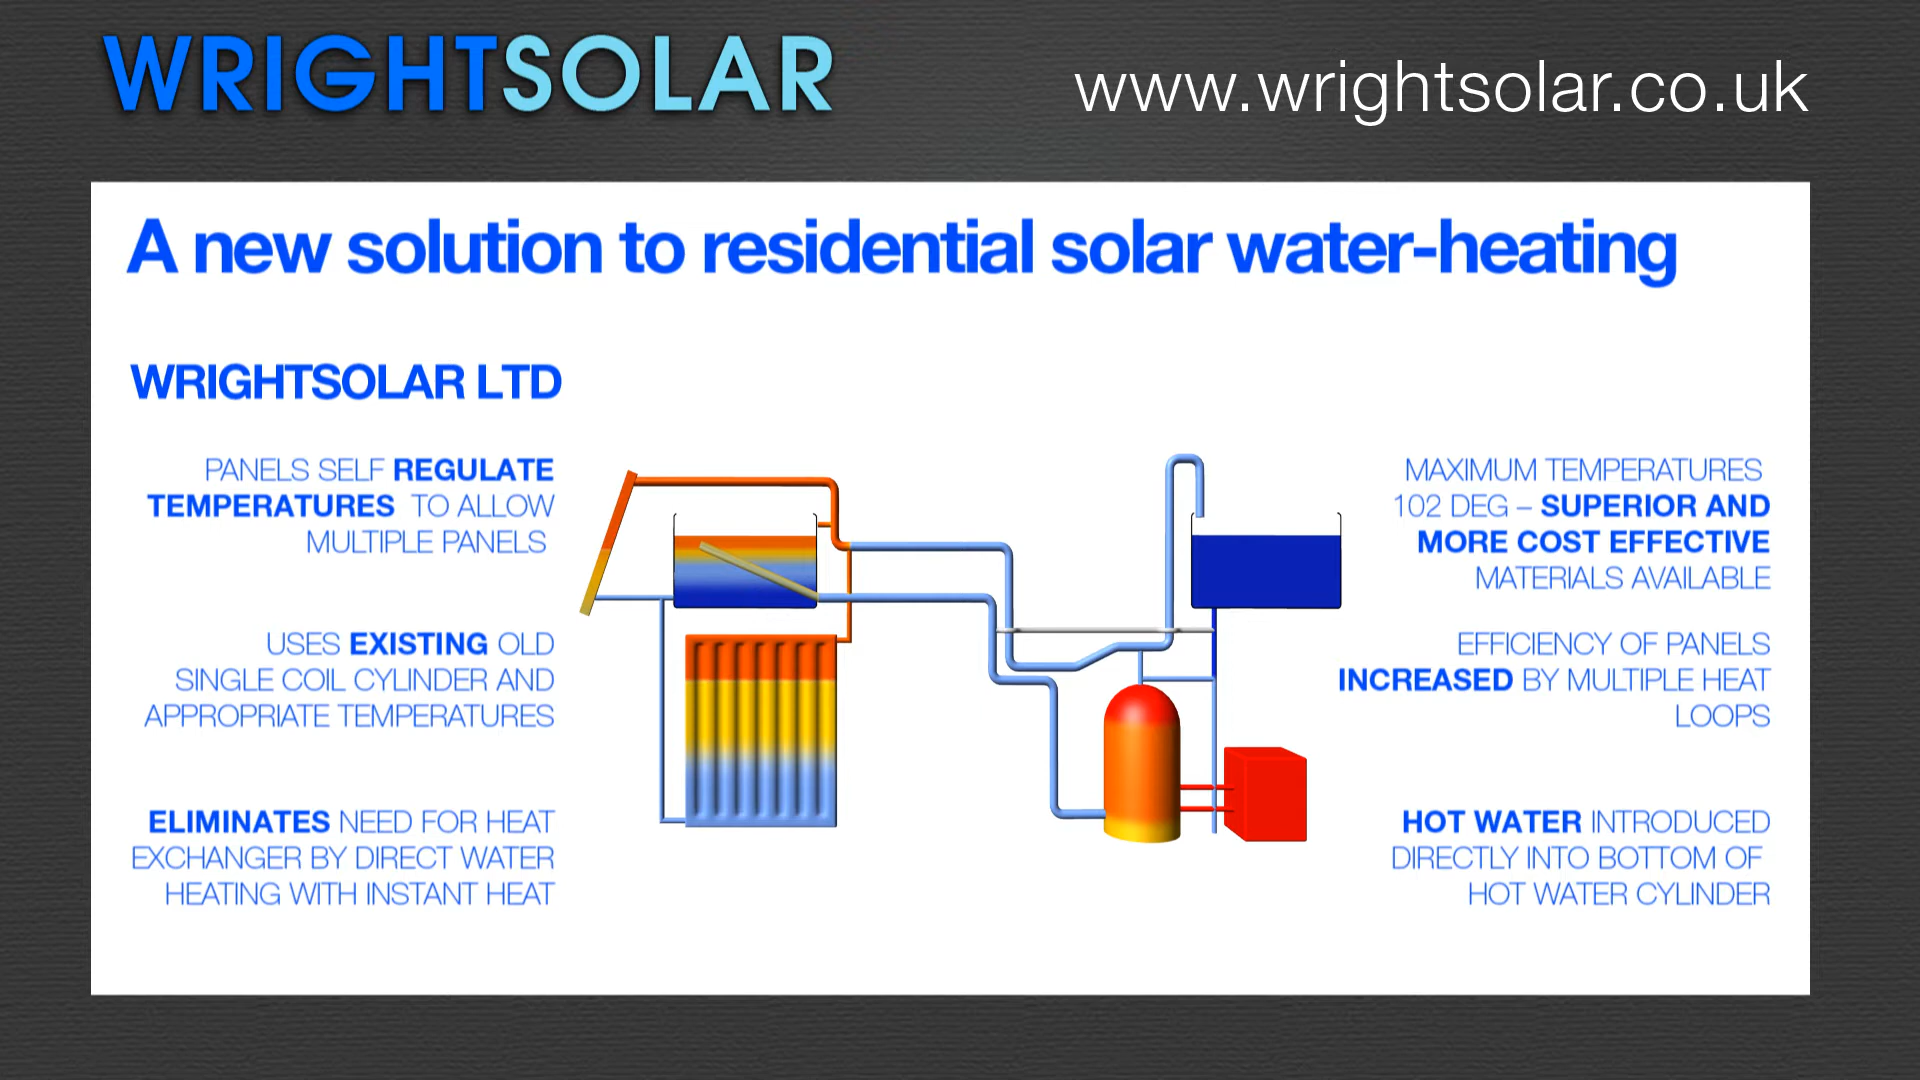 WRIGHTSOLAR
www.wrightsolar.co.uk
A new solution to residential solar water-heating
WRIGHTSOLAR LTD
PANELS SELF REGULATE
TEMPERATURES TO ALLOW
MULTIPLE PANELS
USES EXISTING OLD
SINGLE COIL CYLINDER AND
APPROPRIATE TEMPERATURES
ELIMINATES NEED FOR HEAT
EXCHANGER BY DIRECT WATER
HEATING WITH INSTANT HEAT
MAXIMUM TEMPERATURES
102 DEG – SUPERIOR AND
MORE COST EFFECTIVE
MATERIALS AVAILABLE
EFFICIENCY OF PANELS
INCREASED BY MULTIPLE HEAT
LOOPS
HOT WATER INTRODUCED
DIRECTLY INTO BOTTOM OF
HOT WATER CYLINDER